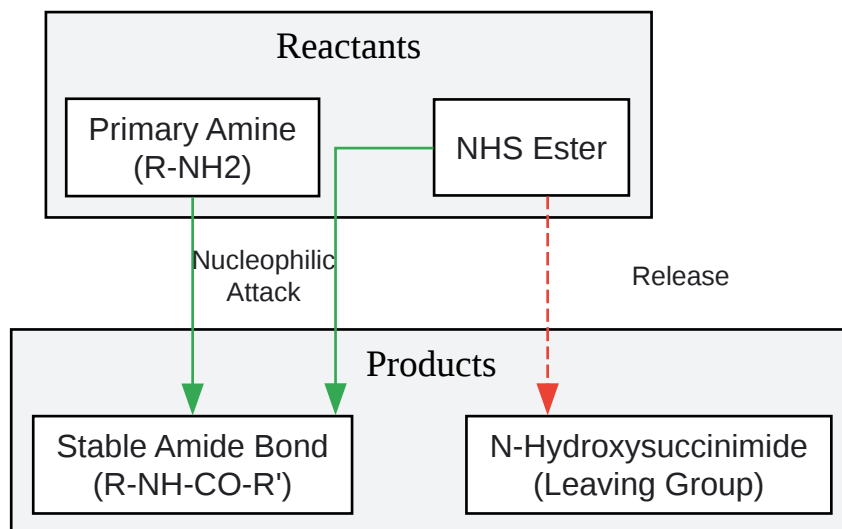 Reactants
Primary Amine
(R-NH2)
NHS Ester
Nucleophilic
Attack
Release
Products
Stable Amide Bond
(R-NH-CO-R')
N-Hydroxysuccinimide
(Leaving Group)